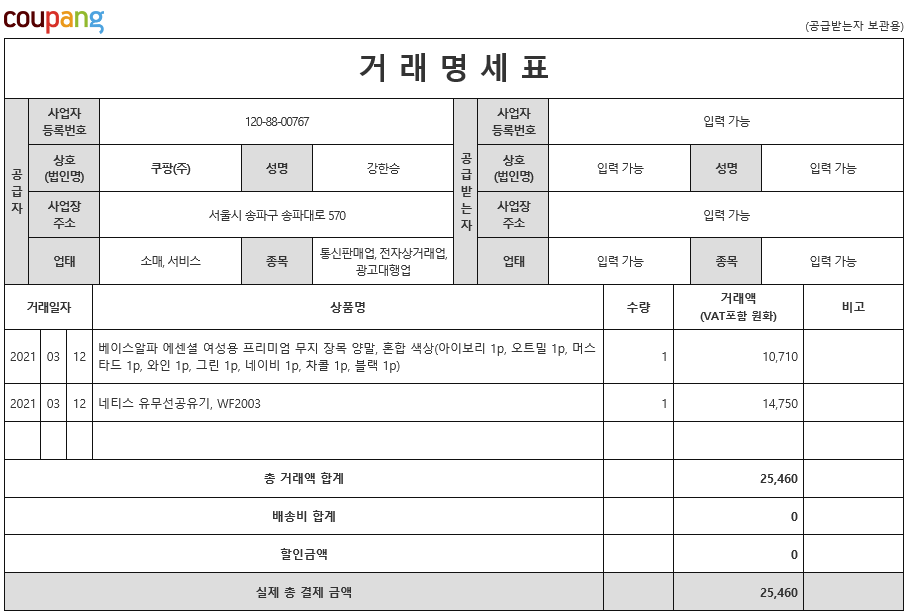 coupang
(공급받는자 보관용)
거 래 명 세 표
공급자
사업자
등록번호
120-88-00767
상호
(법인명)
쿠팡(주)
성명
강한승
사업장
주소
서울시 송파구 송파대로 570
업태
소매, 서비스
종목
통신판매업, 전자상거래업,
광고대행업
공급받는자
사업자
등록번호
입력 가능
상호
(법인명)
입력 가능
성명
입력 가능
사업장
주소
입력 가능
업태
입력 가능
종목
입력 가능
거래일자
상품명
수량
거래액
(VAT포함 원화)
비고
2021 03 12
베이스알파 에센셜 여성용 프리미엄 무지 장목 양말, 혼합 색상(아이보리 1p, 오트밀 1p, 머스
타드 1p, 와인 1p, 그린 1p, 네이비 1p, 차콜 1p, 블랙 1p)
1
10,710
2021 03 12
네티스 유무선공유기, WF2003
1
14,750
총 거래액 합계
25,460
배송비 합계
0
할인금액
0
실제 총 결제 금액
25,460